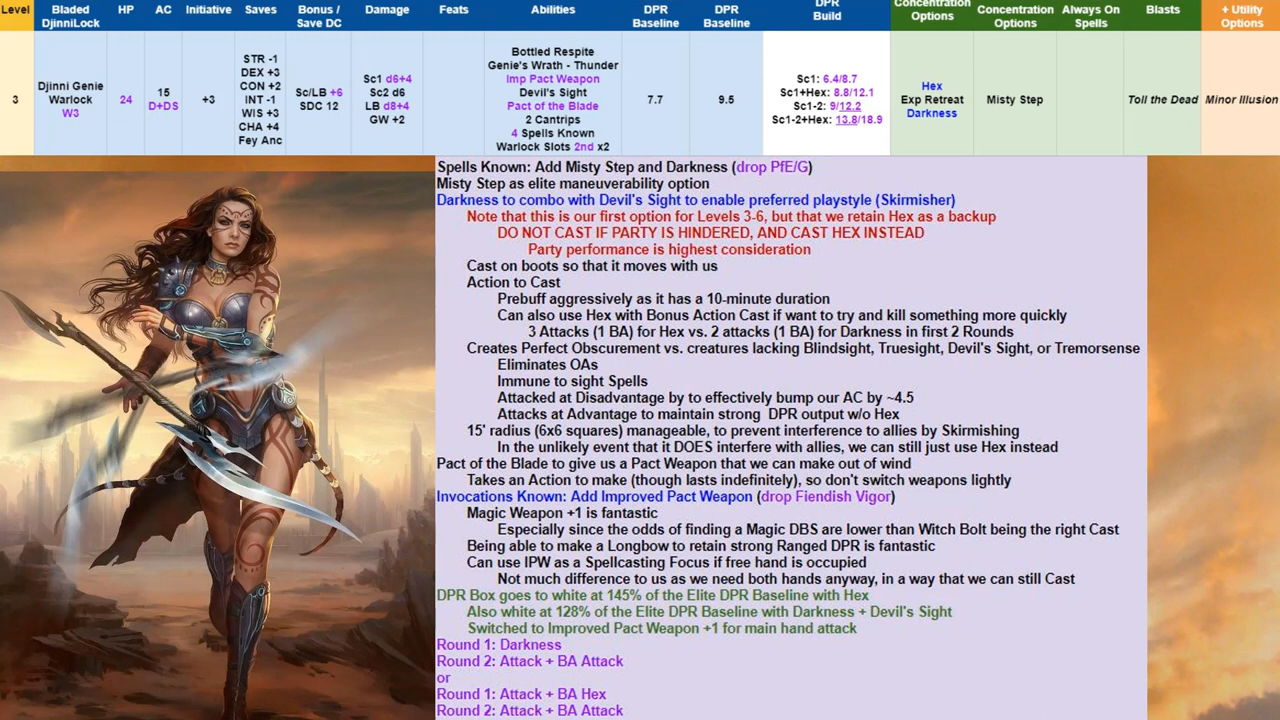 Level
Bladed DjinniLock
HP
AC
Initiative
Saves
Bonus / Save DC
Damage
Feats
Abilities
DPR Baseline
DPR Baseline
DPR Build
Concentration Options
Concentration Options
Always On Spells
Blasts
+ Utility Options
3
Djinni Genie
Warlock
W3
24
15
D+DS
+3
STR -1
DEX +3
CON +2
INT -1
WIS +3
CHA +4
Fey Anc
Sc/LB +6
SDC 12
Sc1 d6+4
Sc2 d6
LB d8+4
GW +2
Bottled Respite
Genie's Wrath - Thunder
Imp Pact Weapon
Devil's Sight
Pact of the Blade
2 Cantrips
4 Spells Known
Warlock Slots 2nd x2
7.7
9.5
Sc1: 6.4/8.7
Sc1+Hex: 8.8/12.1
Sc1-2: 9/12.2
Sc1-2+Hex: 13.8/18.9
Hex
Exp Retreat
Darkness
Misty Step
Toll the Dead
Minor Illusion
Spells Known: Add Misty Step and Darkness (drop PfE/G)
Misty Step as elite maneuverability option
Darkness to combo with Devil's Sight to enable preferred playstyle (Skirmisher)
Note that this is our first option for Levels 3-6, but that we retain Hex as a backup
DO NOT CAST IF PARTY IS HINDERED, AND CAST HEX INSTEAD
Party performance is highest consideration
Cast on boots so that it moves with us
Action to Cast
Prebuff aggressively as it has a 10-minute duration
Can also use Hex with Bonus Action Cast if want to try and kill something more quickly
3 Attacks (1 BA) for Hex vs. 2 attacks (1 BA) for Darkness in first 2 Rounds
Creates Perfect Obscurement vs. creatures lacking Blindsight, Truesight, Devil's Sight, or Tremorsense
Eliminates OAs
Immune to sight Spells
Attacked at Disadvantage by to effectively bump our AC by ~4.5
Attacks at Advantage to maintain strong  DPR output w/o Hex
15' radius (6x6 squares) manageable, to prevent interference to allies by Skirmishing
In the unlikely event that it DOES interfere with allies, we can still just use Hex instead
Pact of the Blade to give us a Pact Weapon that we can make out of wind
Takes an Action to make (though lasts indefinitely), so don't switch weapons lightly
Invocations Known: Add Improved Pact Weapon (drop Fiendish Vigor)
Magic Weapon +1 is fantastic
Especially since the odds of finding a Magic DBS are lower than Witch Bolt being the right Cast
Being able to make a Longbow to retain strong Ranged DPR is fantastic
Can use IPW as a Spellcasting Focus if free hand is occupied
Not much difference to us as we need both hands anyway, in a way that we can still Cast
DPR Box goes to white at 145% of the Elite DPR Baseline with Hex
Also white at 128% of the Elite DPR Baseline with Darkness + Devil's Sight
Switched to Improved Pact Weapon +1 for main hand attack
Round 1: Darkness
Round 2: Attack + BA Attack
or
Round 1: Attack + BA Hex
Round 2: Attack + BA Attack